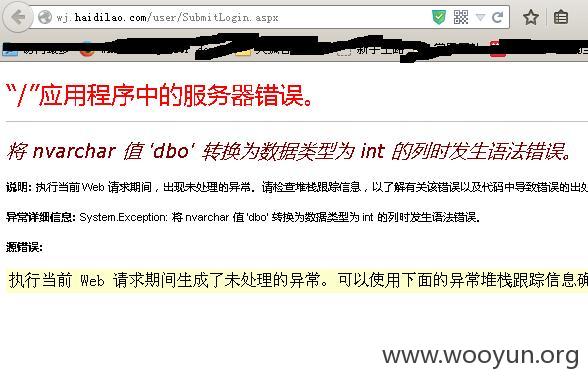 wj.haidilao.com/user/SubmitLogin.aspx
“/”应用程序中的服务器错误。
将 nvarchar 值 'dbo' 转换为数据类型为 int 的列时发生语法错误。
说明: 执行当前 Web 请求期间，出现未处理的异常。请检查堆栈跟踪信息，以了解有关该错误以及代码中导致错误的出处
异常详细信息: System.Exception: 将 nvarchar 值 'dbo' 转换为数据类型为 int 的列时发生语法错误。
源错误:
执行当前 Web 请求期间生成了未处理的异常。可以使用下面的异常堆栈跟踪信息确
www.wooyun.org